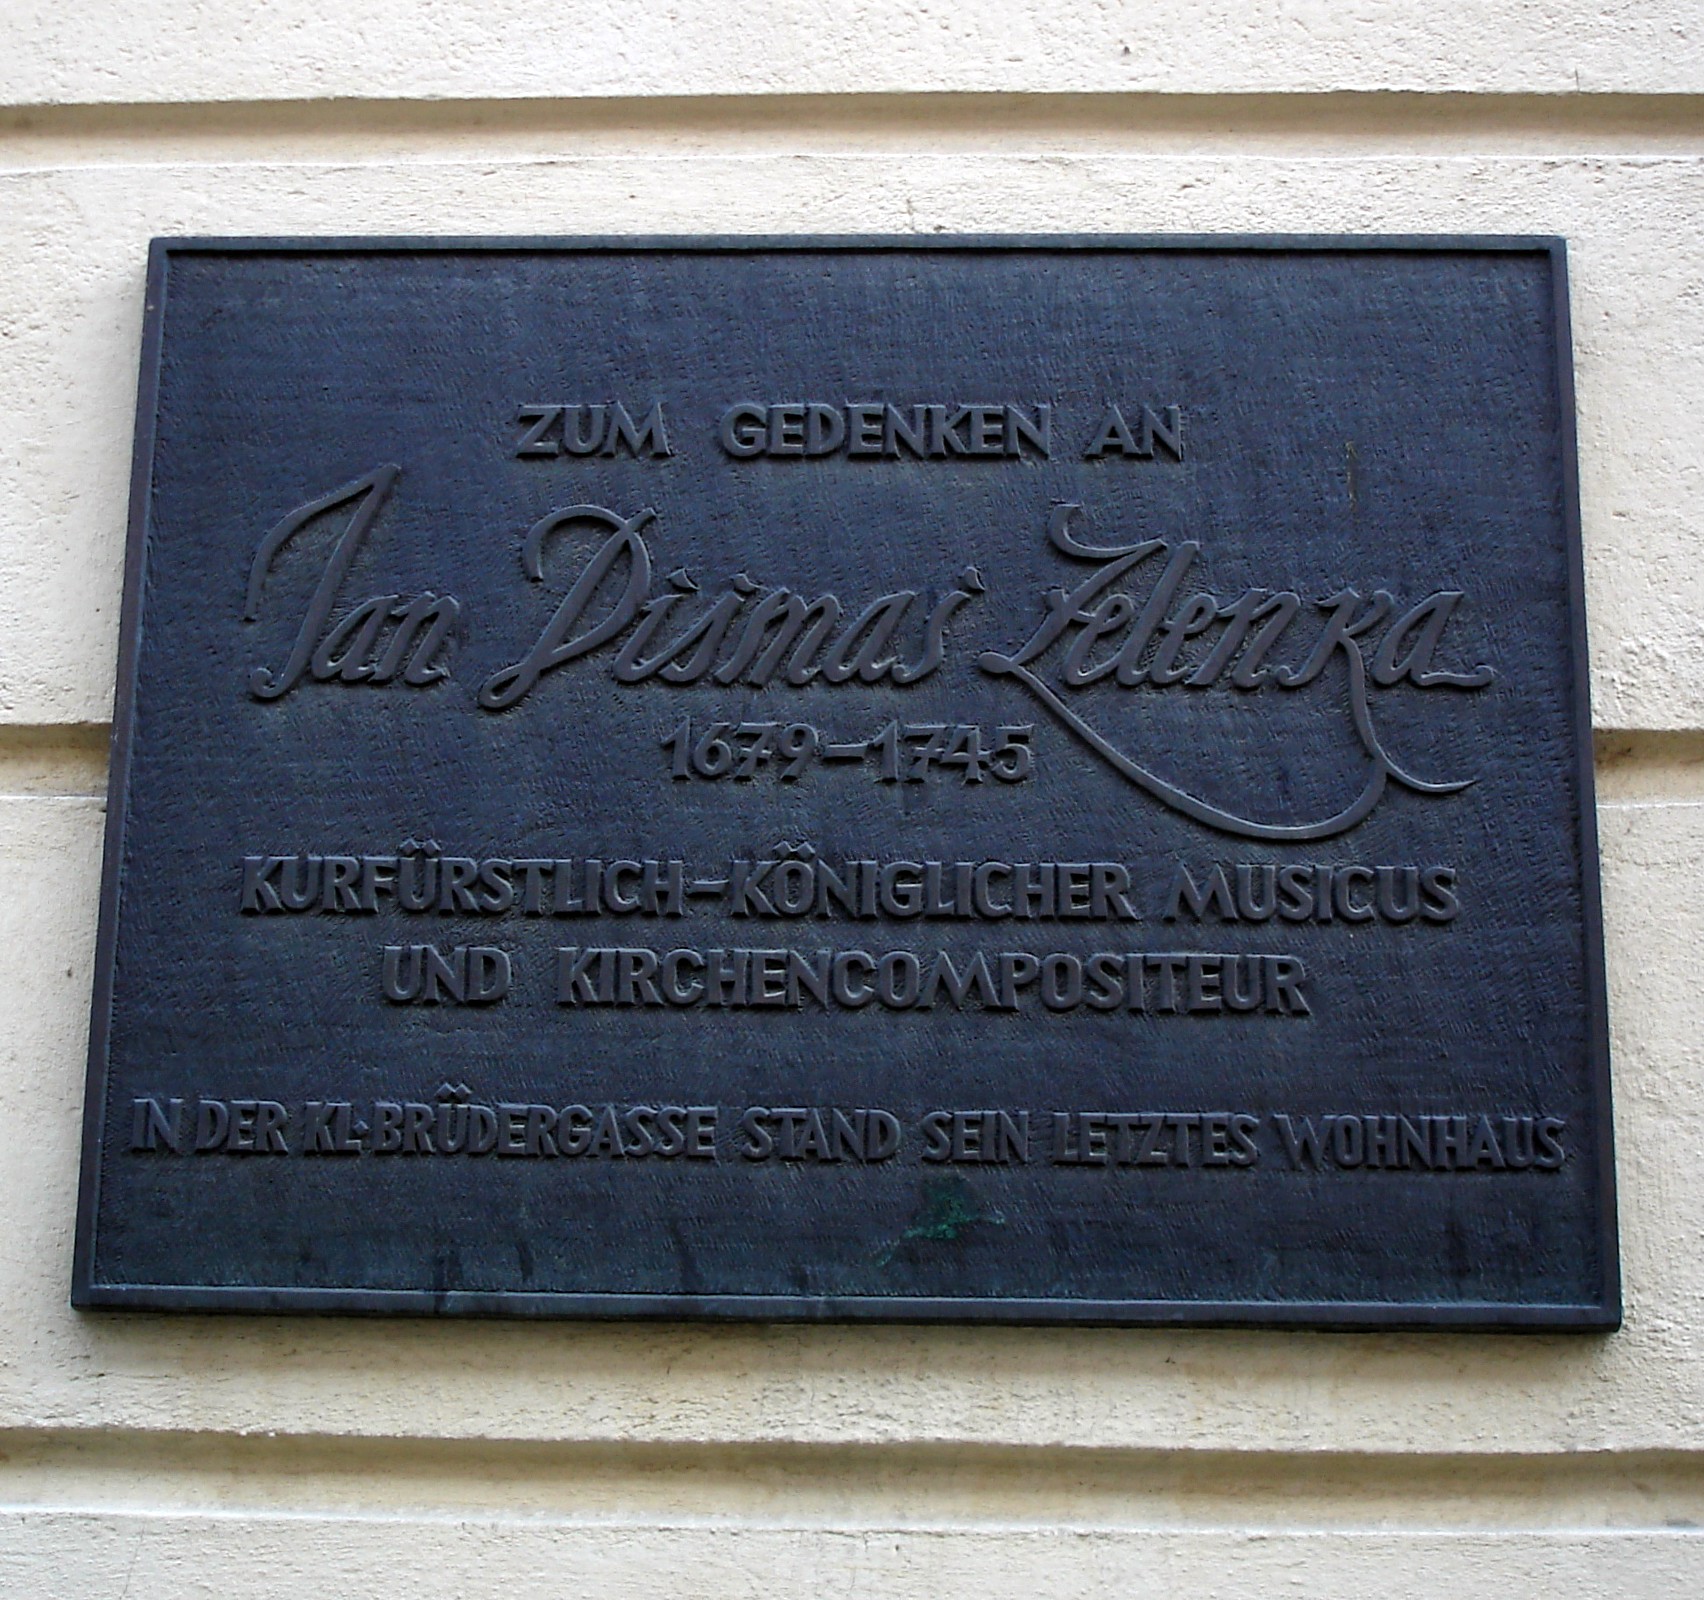 ZUM GEDENKEN AN
Jan Dismas Zelenka
1679-1745
KURFÜRSTLICH-KÖNIGLICHER MUSICUS
UND KIRCHENCOMPOSITEUR
IN DER KL·BRÜDERGASSE STAND SEIN LETZTES WOHNHAUS